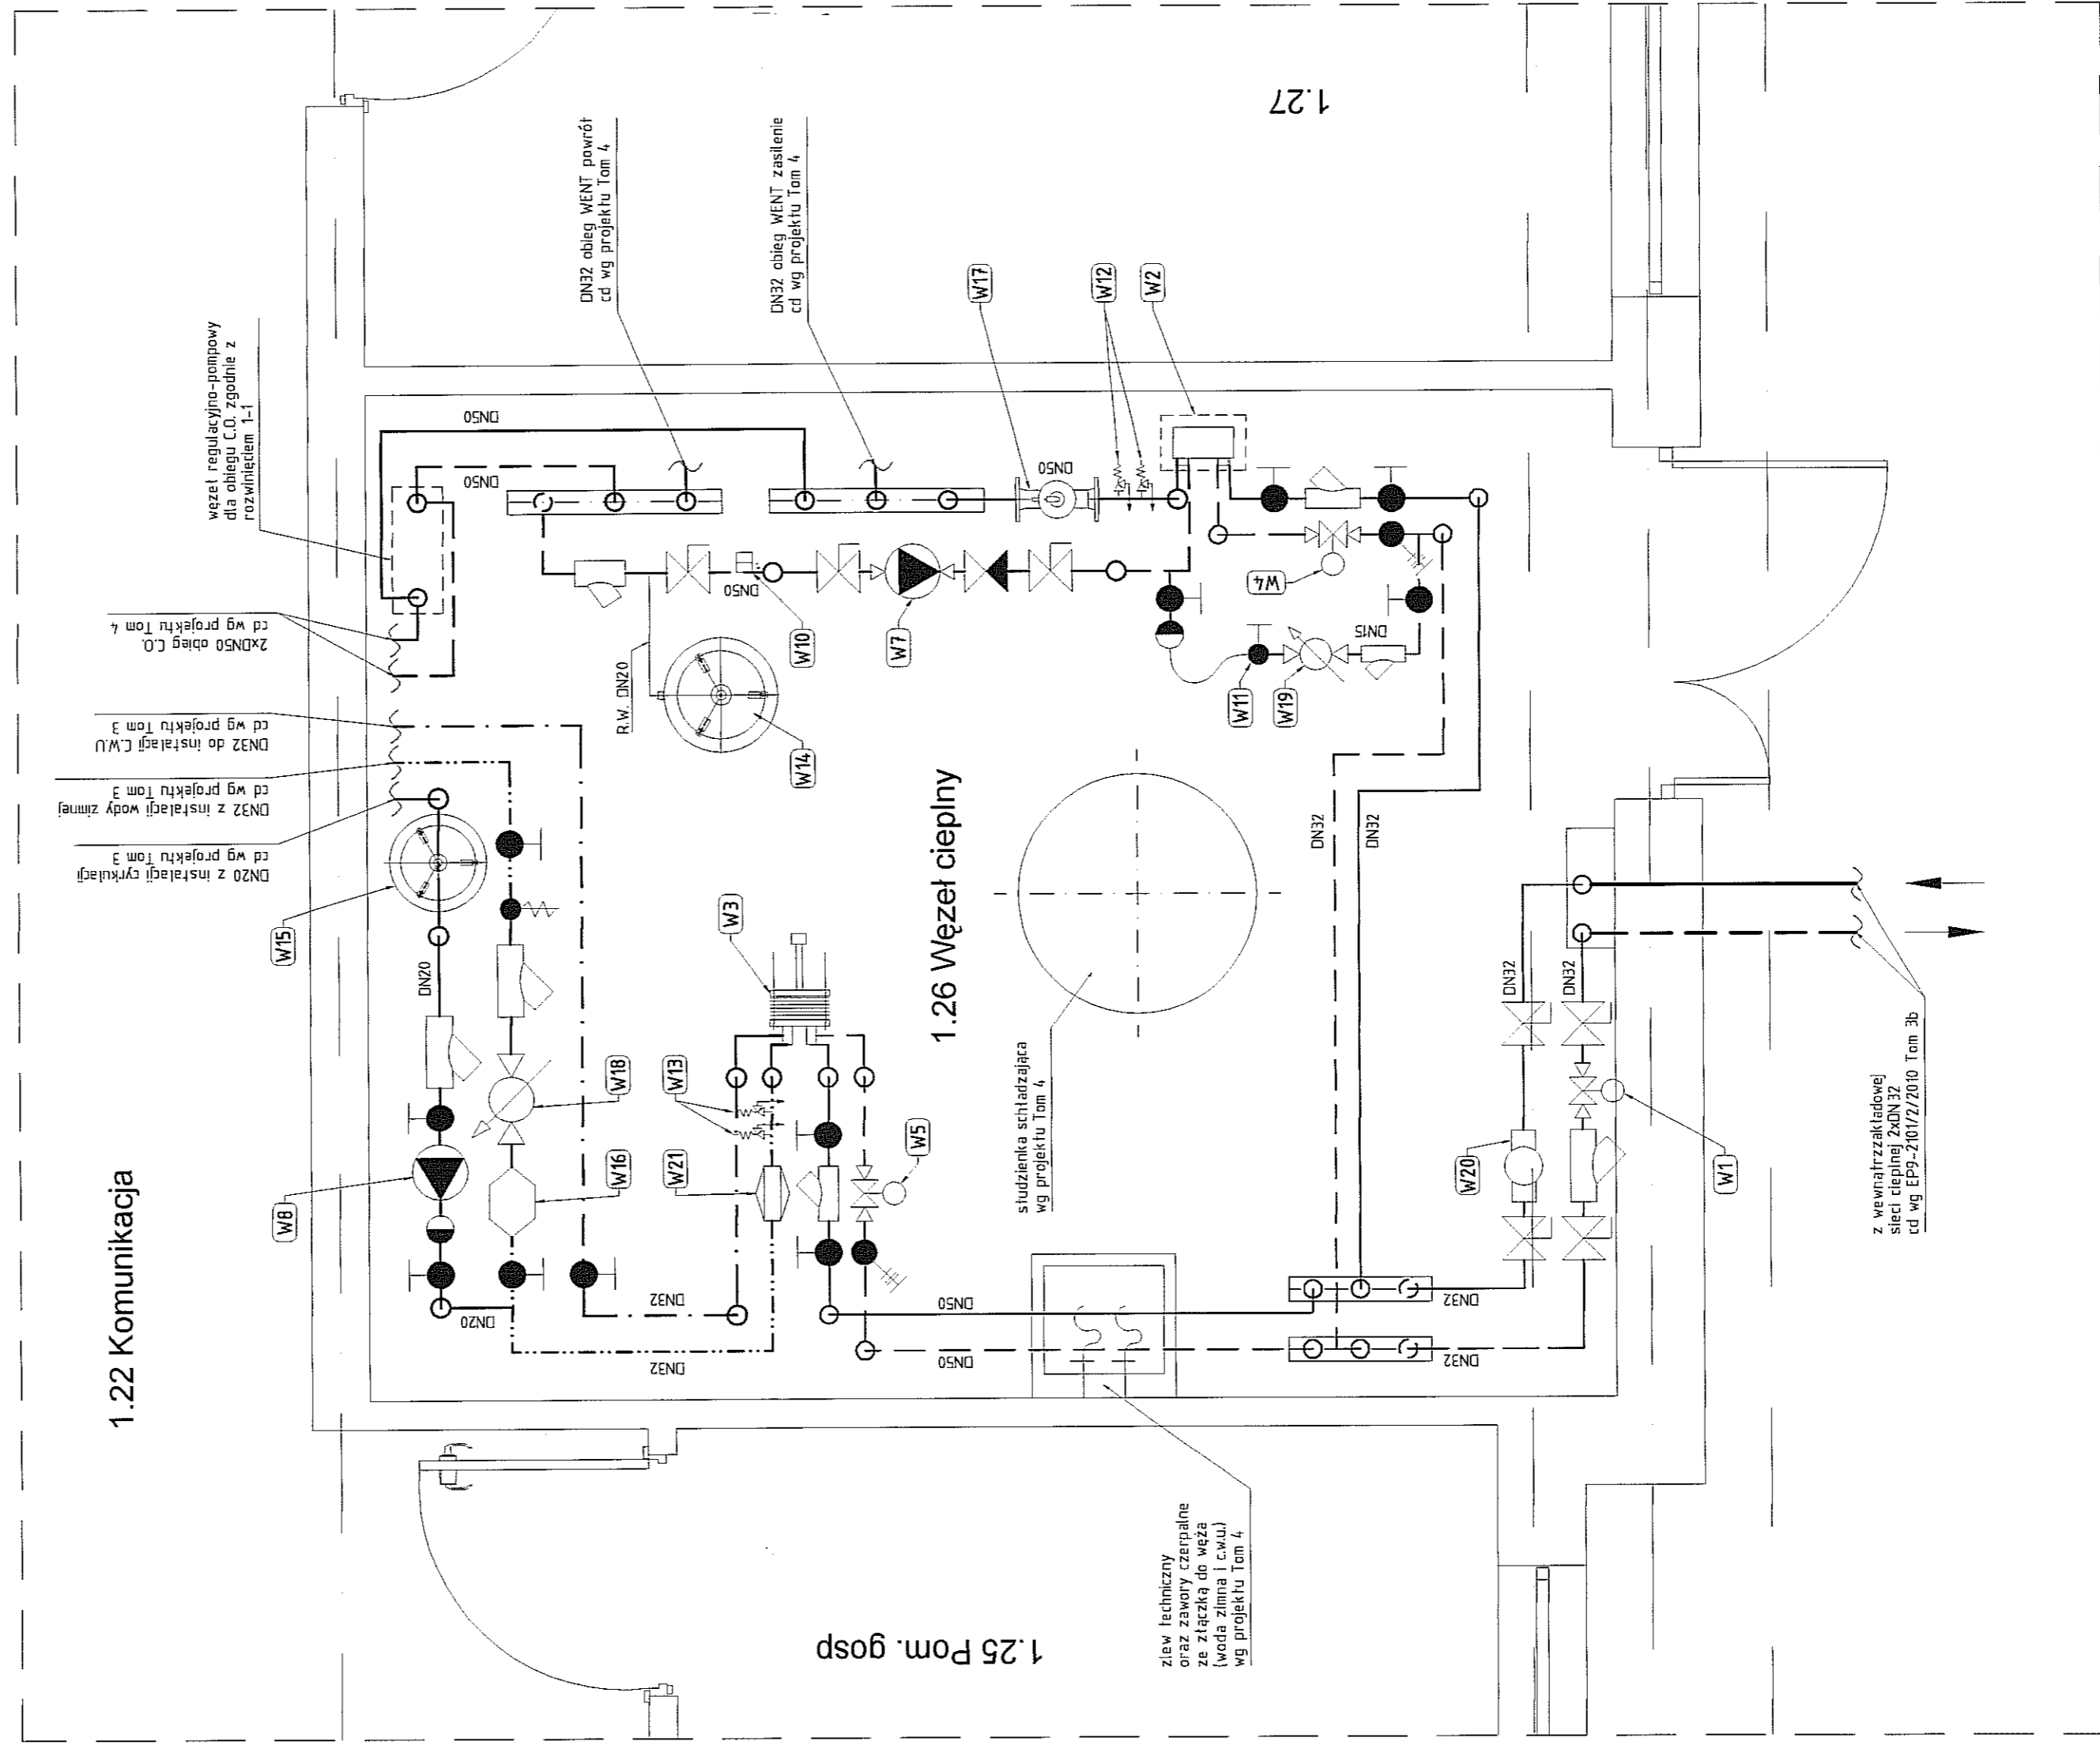 1.22 Komunikacja
1.25 Pom. gosp
1.26 Węzeł cieplny
1.27
węzeł regulacyjno-pompowy
dla obiegu C.O. zgodnie z
rozwinięciem 1-1
DN32 obieg WENT powrót
cd wg projektu Tom 4
DN32 obieg WENT zasilenie
cd wg projektu Tom 4
2xDN50 obieg C.O.
cd wg projektu Tom 4
DN32 do instalacji C.W.U
cd wg projektu Tom 3
DN32 z instalacji wody zimnej
cd wg projektu Tom 3
DN20 z instalacji cyrkulacji
cd wg projektu Tom 3
studzienka schładzająca
wg projektu Tom 4
zlew techniczny
oraz zawory czerpalne
ze złączką do węża
(woda zimna i c.w.u.)
wg projektu Tom 4
z wewnątrzzakładowej
sieci cieplnej 2xDN 32
cd wg EP9-2101/2/2010 Tom 3b
W15
W8
W18
W16
W13
W21
W3
W5
W14
W10
W7
W17
W12
W2
W4
W11
W19
W20
W1
R.W. DN20
DN50
DN50
DN50
DN50
DN15
DN20
DN20
DN32
DN32
DN50
DN50
DN32
DN32
DN32
DN32
DN32
DN32